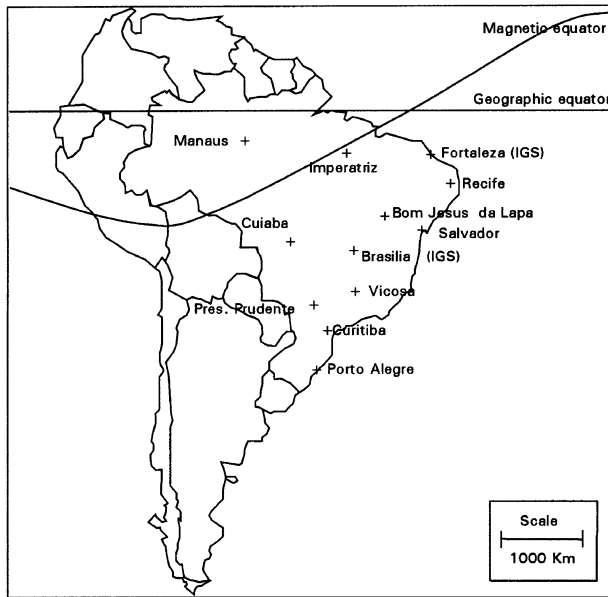 Magnetic equator
Geographic equator
Manaus
Imperatriz
Fortaleza (IGS)
Recife
Bom Jesus da Lapa
Cuiaba
Salvador
Brasilia (IGS)
Vicosa
Pres. Prudente
Curitiba
Porto Alegre
Scale
1000 Km